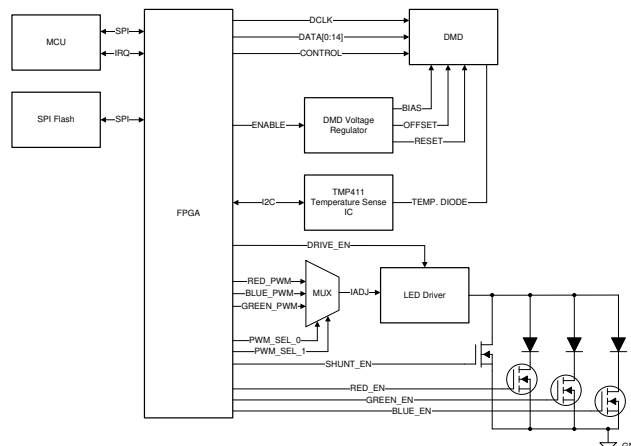 DCLK
DATA[0:14]
CONTROL
DMD
MCU
SPI
IRQ
SPI Flash
SPI
FPGA
ENABLE
DMD Voltage
Regulator
BIAS
OFFSET
RESET
I2C
TMP411
Temperature Sense
IC
TEMP. DIODE
DRIVE_EN
RED_PWM
BLUE_PWM
GREEN_PWM
MUX
IADJ
LED Driver
PWM_SEL_0
PWM_SEL_1
SHUNT_EN
RED_EN
GREEN_EN
BLUE_EN